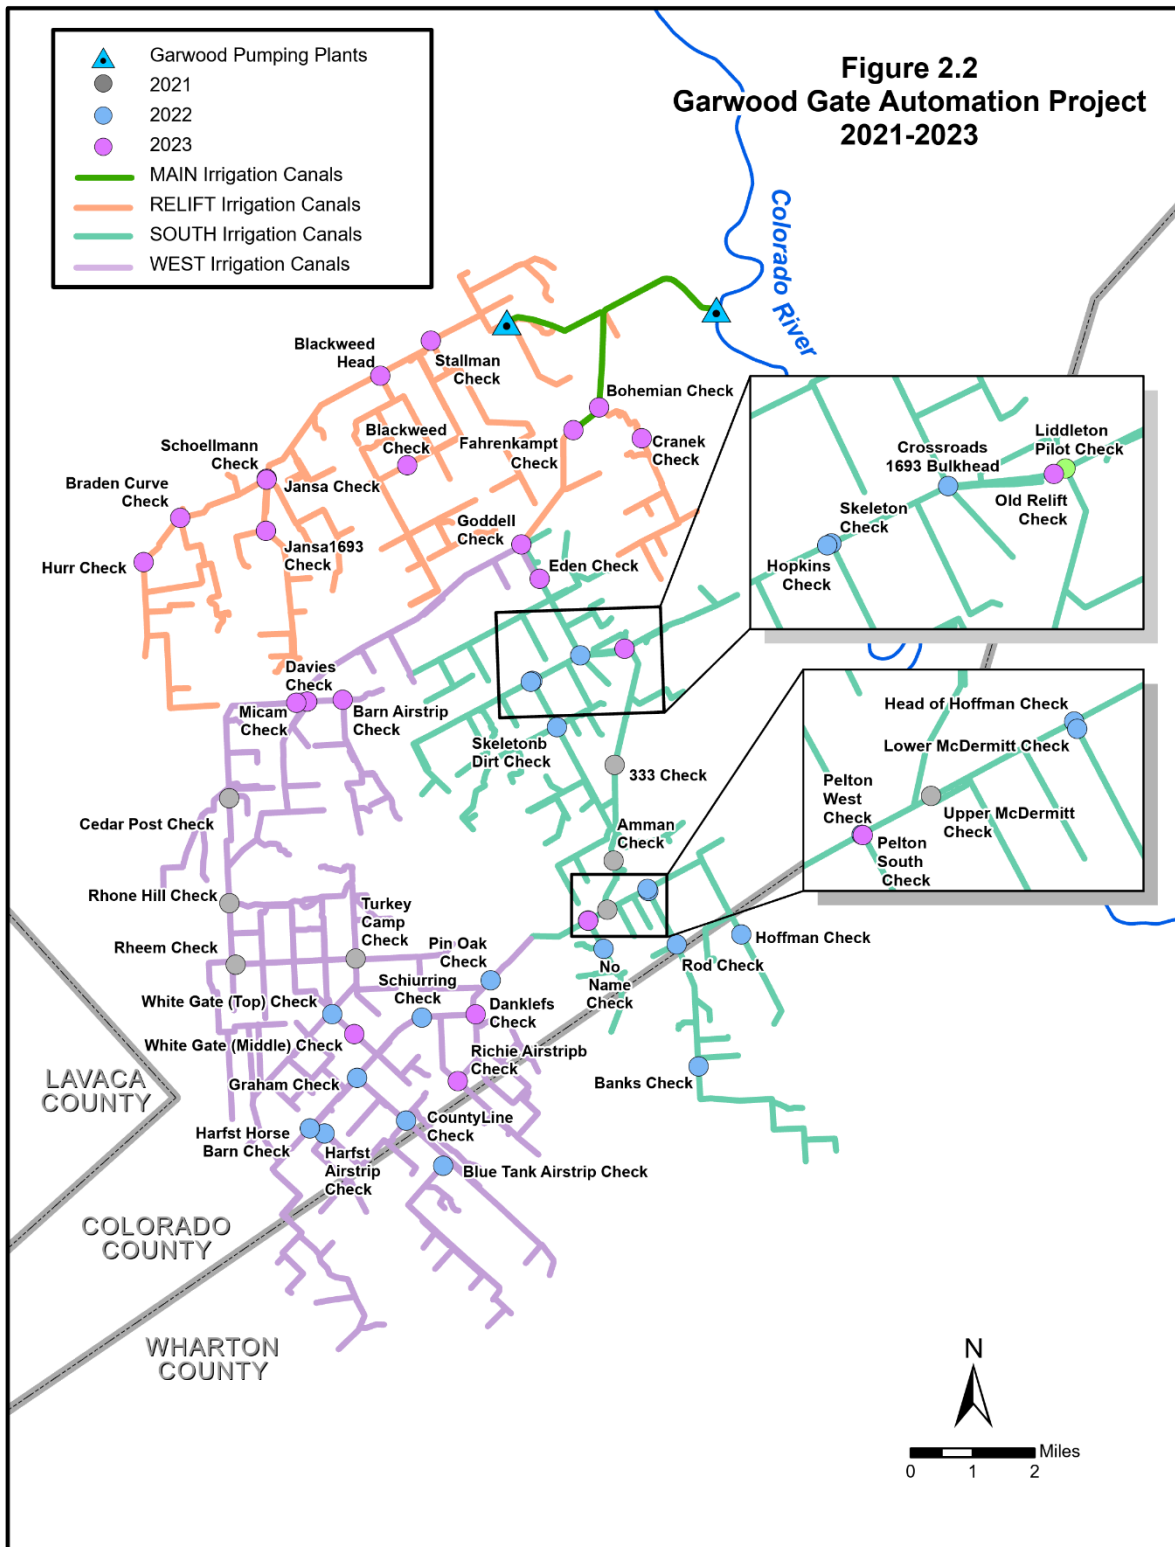 Figure 2.2
Garwood Gate Automation Project
2021-2023
Garwood Pumping Plants
2021
2022
2023
MAIN Irrigation Canals
RELIFT Irrigation Canals
SOUTH Irrigation Canals
WEST Irrigation Canals
Colorado River
Blackweed
Head
Stallman
Check
Bohemian Check
Blackweed
Check
Fahrenkampt
Check
Cranek
Check
Schoellmann
Check
Jansa Check
Braden Curve
Check
Jansa1693
Check
Hurr Check
Goddell
Check
Eden Check
Crossroads
1693 Bulkhead
Liddleton
Pilot Check
Old Relift
Check
Skeleton
Check
Hopkins
Check
Davies
Check
Micam
Check
Barn Airstrip
Check
Skeletonb
Dirt Check
333 Check
Head of Hoffman Check
Lower McDermitt Check
Pelton
West
Check
Upper McDermitt
Check
Pelton
South
Check
Cedar Post Check
Amman
Check
Rhone Hill Check
Turkey
Camp
Check
Rheem Check
Pin Oak
Check
Schiurring
Check
No
Name
Check
Rod Check
Hoffman Check
White Gate (Top) Check
Danklefs
Check
White Gate (Middle) Check
Richie Airstripb
Check
Graham Check
Banks Check
Harfst Horse
Barn Check
Harfst
Airstrip
Check
CountyLine
Check
Blue Tank Airstrip Check
LAVACA
COUNTY
COLORADO
COUNTY
WHARTON
COUNTY
N
Miles
0 1 2